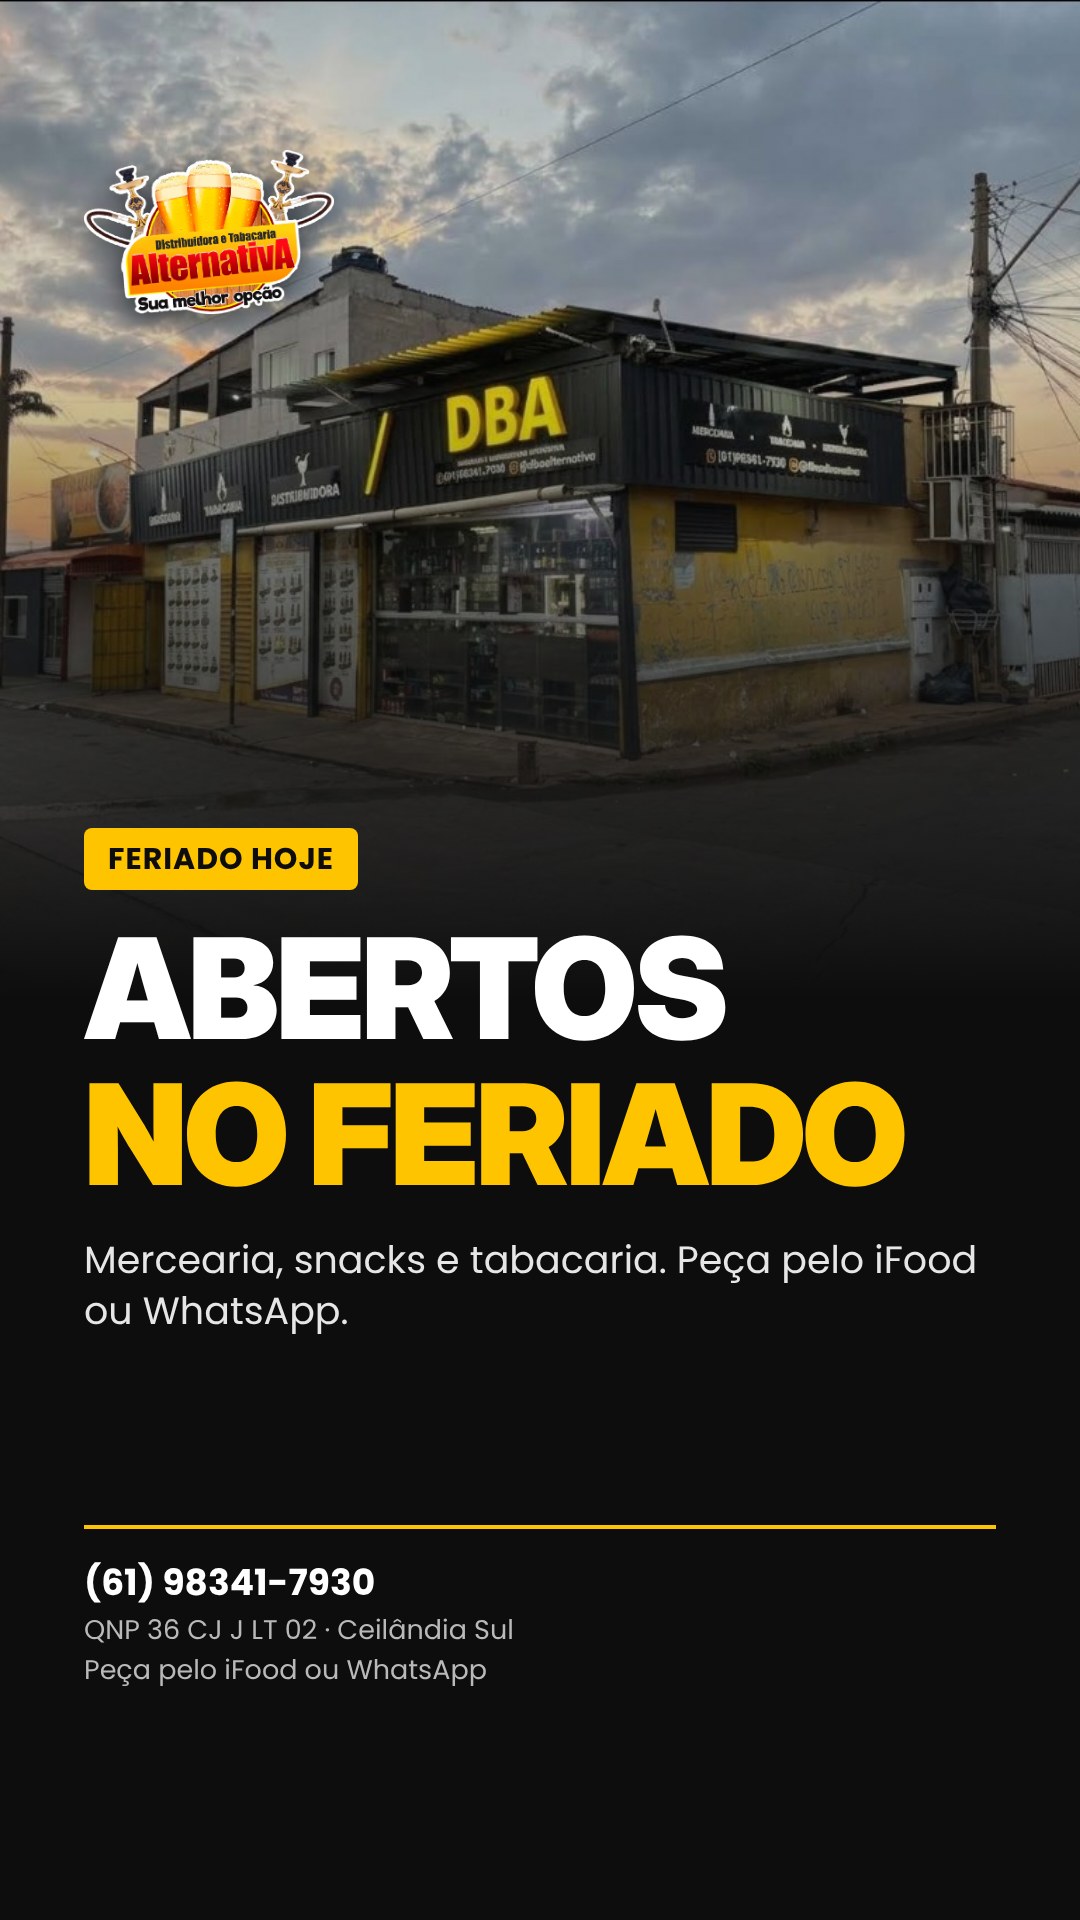 Distribuidora e Tabacaria
AlternativA
Sua melhor opção
DBA
TABACARIA
DISTRIBUIDORA
FERIADO HOJE
ABERTOS
NO FERIADO
Mercearia, snacks e tabacaria. Peça pelo iFood
ou WhatsApp.
(61) 98341-7930
QNP 36 CJ J LT 02 · Ceilândia Sul
Peça pelo iFood ou WhatsApp